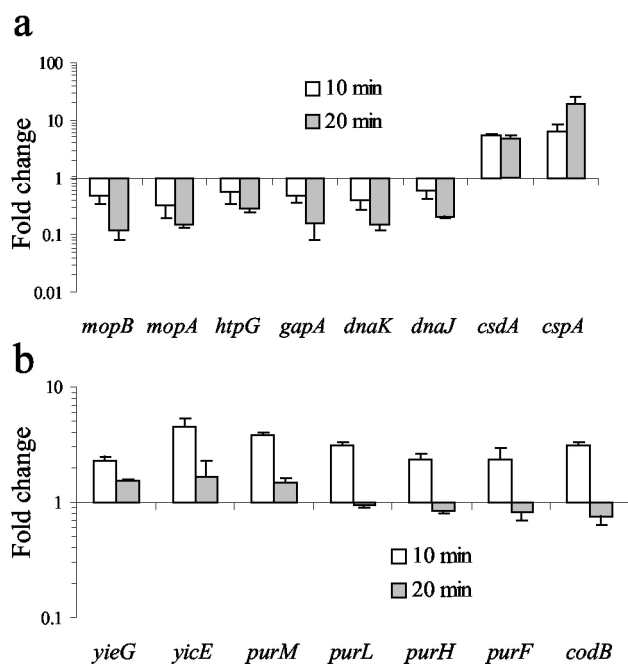 a
100
10 min
20 min
10
Fold change
1
0.1
0.01
mopB mopA htpG gapA dnaK dnaJ csdA cspA
b
10
Fold change
1
10 min
20 min
0.1
yieG yicE purM purL purH purF codB